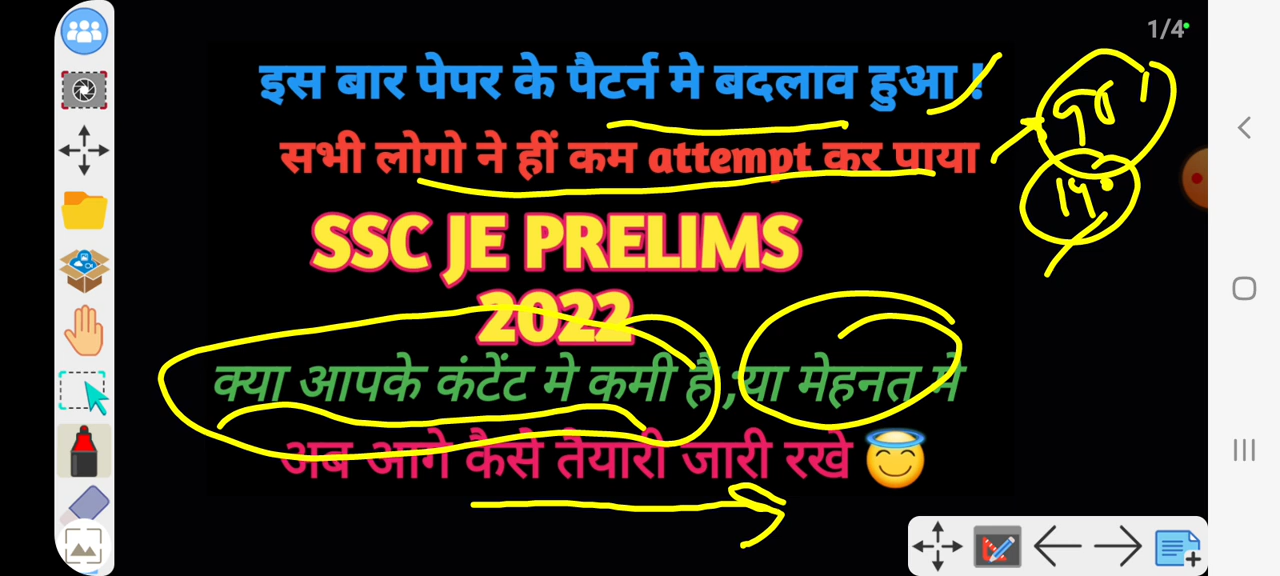 1/4
इस बार पेपर के पैटर्न मे बदलाव हुआ !
सभी लोगो ने हीं कम attempt कर पाया
SSC JE PRELIMS
2022
क्या आपके कंटेंट मे कमी है ;या मेहनत मे
अब आगे कैसे तैयारी जारी रखे